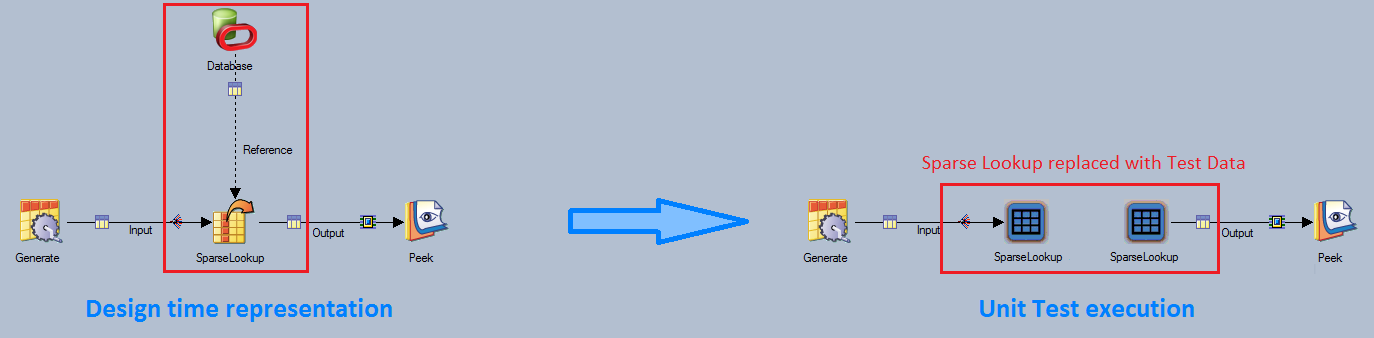 Database
Reference
Input
Output
Generate
SparseLookup
Peek
Design time representation
Sparse Lookup replaced with Test Data
Input
Output
Generate
SparseLookup
SparseLookup
Peek
Unit Test execution